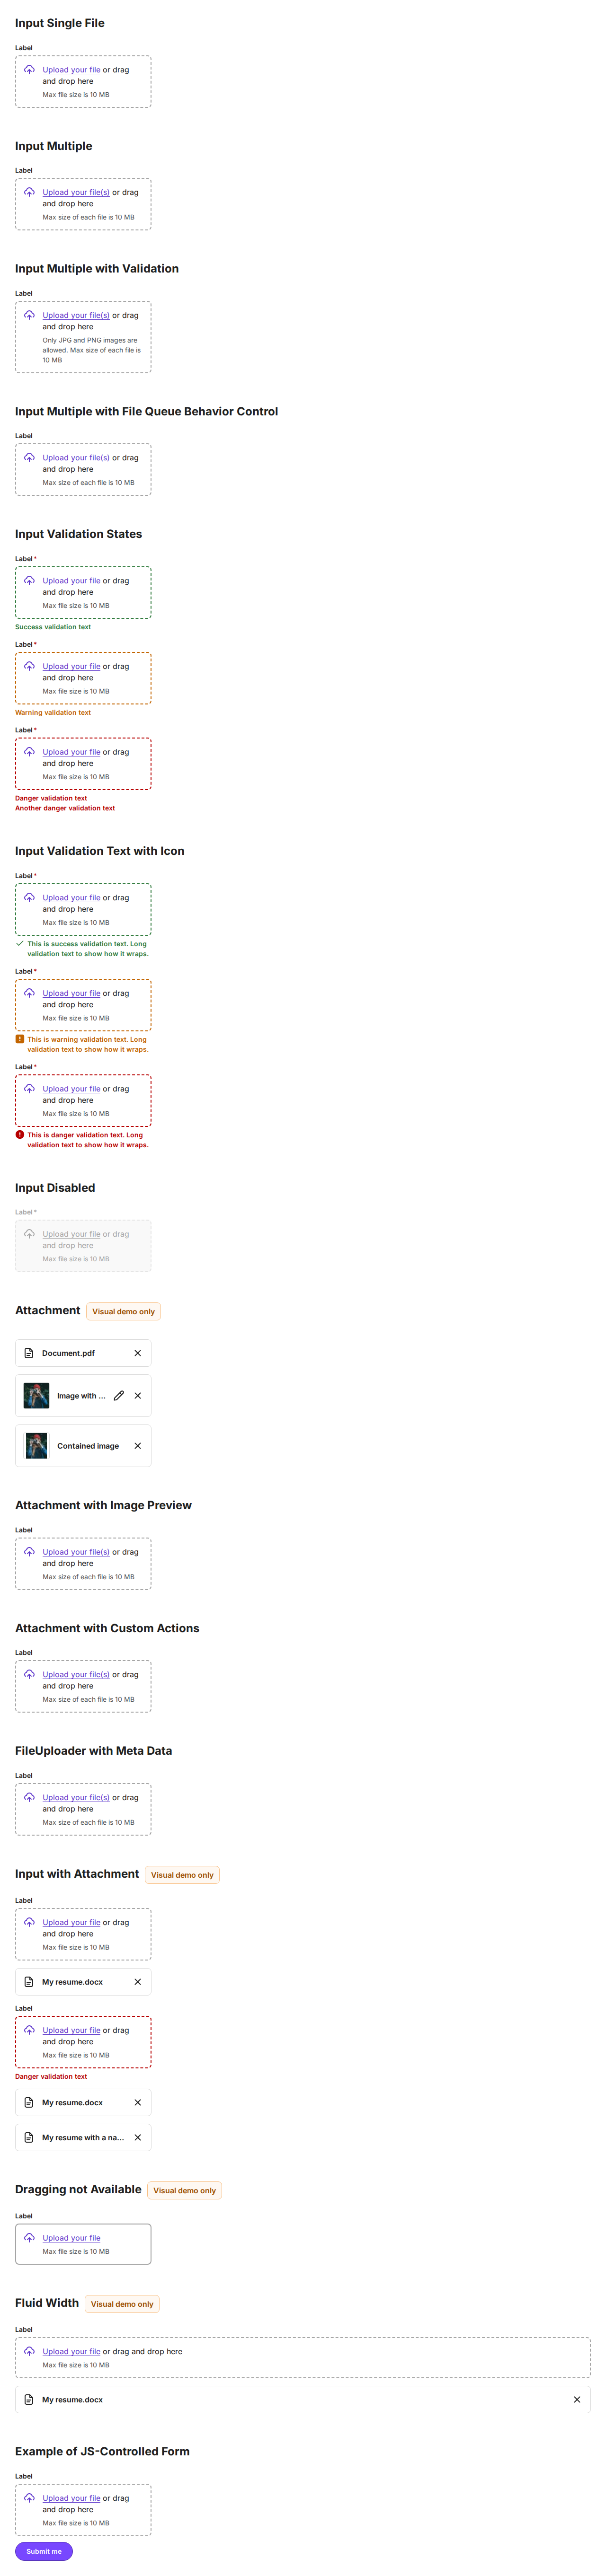 Input Single File
Label
Upload your file or drag
and drop here
Max file size is 10 MB
Input Multiple
Label
Upload your file(s) or drag
and drop here
Max size of each file is 10 MB
Input Multiple with Validation
Label
Upload your file(s) or drag
and drop here
Only JPG and PNG images are
allowed. Max size of each file is
10 MB
Input Multiple with File Queue Behavior Control
Label
Upload your file(s) or drag
and drop here
Max size of each file is 10 MB
Input Validation States
Label*
Upload your file or drag
and drop here
Max file size is 10 MB
Success validation text
Label*
Upload your file or drag
and drop here
Max file size is 10 MB
Warning validation text
Label*
Upload your file or drag
and drop here
Max file size is 10 MB
Danger validation text
Another danger validation text
Input Validation Text with Icon
Label*
Upload your file or drag
and drop here
Max file size is 10 MB
This is success validation text. Long
validation text to show how it wraps.
Label*
Upload your file or drag
and drop here
Max file size is 10 MB
This is warning validation text. Long
validation text to show how it wraps.
Label*
Upload your file or drag
and drop here
Max file size is 10 MB
This is danger validation text. Long
validation text to show how it wraps.
Input Disabled
Label*
Upload your file or drag
and drop here
Max file size is 10 MB
Attachment Visual demo only
Document.pdf
Image with ...
Contained image
Attachment with Image Preview
Label
Upload your file(s) or drag
and drop here
Max size of each file is 10 MB
Attachment with Custom Actions
Label
Upload your file(s) or drag
and drop here
Max size of each file is 10 MB
FileUploader with Meta Data
Label
Upload your file(s) or drag
and drop here
Max size of each file is 10 MB
Input with Attachment Visual demo only
Label
Upload your file or drag
and drop here
Max file size is 10 MB
My resume.docx
Label
Upload your file or drag
and drop here
Max file size is 10 MB
Danger validation text
My resume.docx
My resume with a na...
Dragging not Available Visual demo only
Label
Upload your file
Max file size is 10 MB
Fluid Width Visual demo only
Label
Upload your file or drag and drop here
Max file size is 10 MB
My resume.docx
Example of JS-Controlled Form
Label
Upload your file or drag
and drop here
Max file size is 10 MB
Submit me